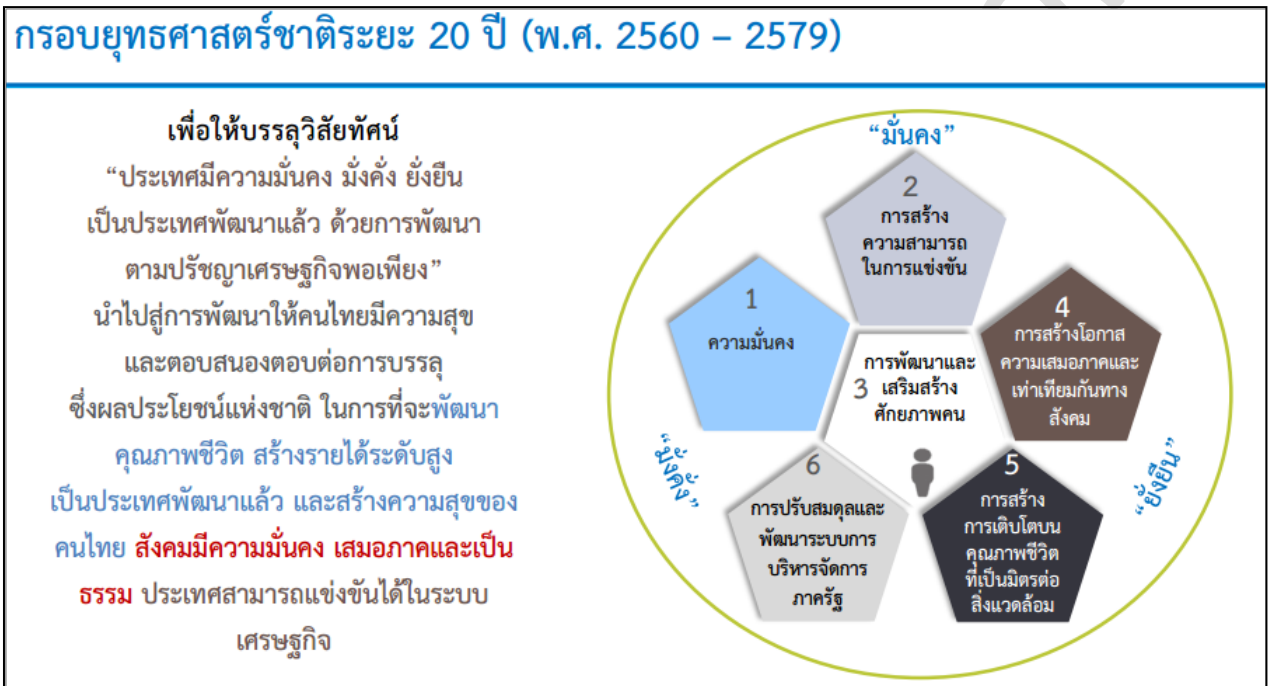 กรอบยุทธศาสตร์ชาติระยะ 20 ปี (พ.ศ. 2560 – 2579)
เพื่อให้บรรลุวิสัยทัศน์
“ประเทศมีความมั่นคง มั่งคั่ง ยั่งยืน
เป็นประเทศพัฒนาแล้ว ด้วยการพัฒนา
ตามปรัชญาเศรษฐกิจพอเพียง”
นำไปสู่การพัฒนาให้คนไทยมีความสุข
และตอบสนองตอบต่อการบรรลุ
ซึ่งผลประโยชน์แห่งชาติ ในการที่จะพัฒนา
คุณภาพชีวิต สร้างรายได้ระดับสูง
เป็นประเทศพัฒนาแล้ว และสร้างความสุขของ
คนไทย สังคมมีความมั่นคง เสมอภาคและเป็น
ธรรม ประเทศสามารถแข่งขันได้ในระบบ
เศรษฐกิจ
“มั่นคง”
2
การสร้าง
ความสามารถ
ในการแข่งขัน
1
ความมั่นคง
4
การสร้างโอกาส
ความเสมอภาคและ
เท่าเทียมกันทาง
สังคม
การพัฒนาและ
3 เสริมสร้าง
ศักยภาพคน
“มั่งคั่ง”
“ยั่งยืน”
6
การปรับสมดุลและ
พัฒนาระบบการ
บริหารจัดการ
ภาครัฐ
5
การสร้าง
การเติบโตบน
คุณภาพชีวิต
ที่เป็นมิตรต่อ
สิ่งแวดล้อม